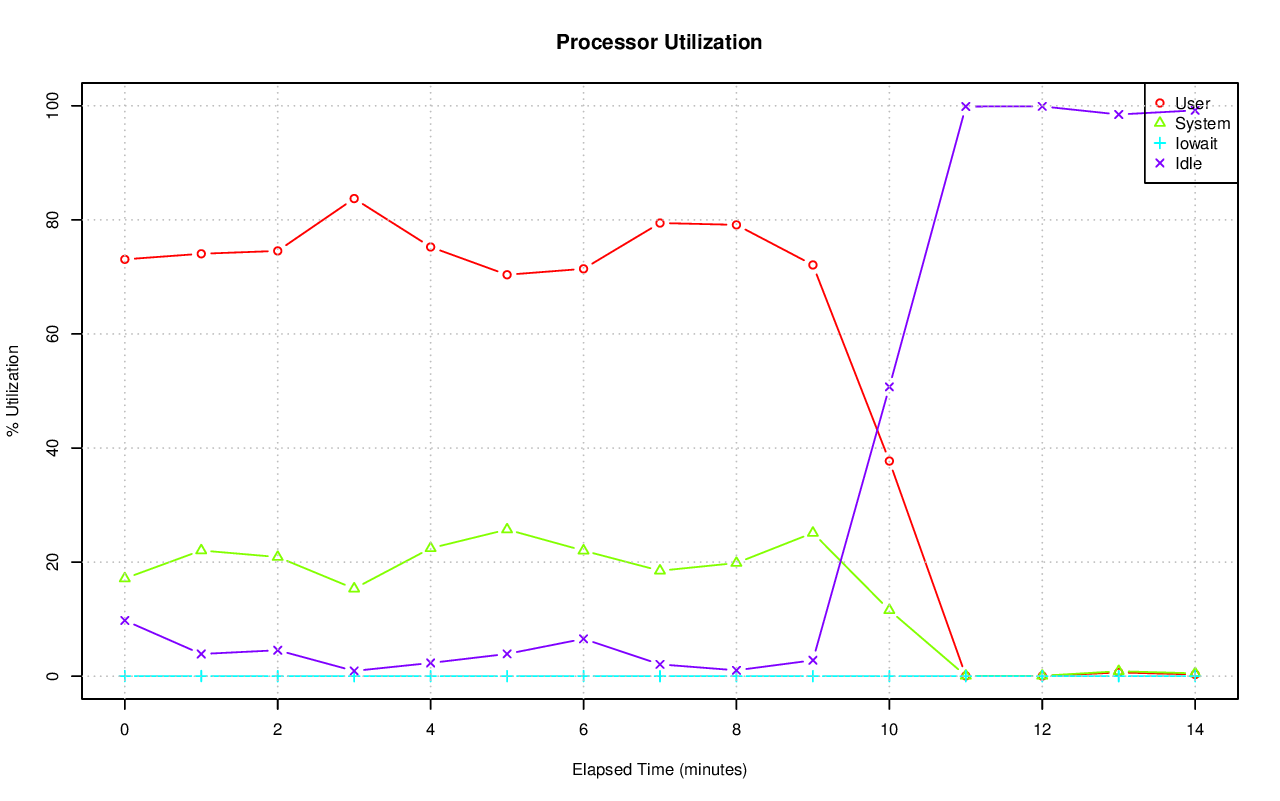 Processor Utilization
% Utilization
100
80
60
40
20
0
User
System
Iowait
Idle
0 2 4 6 8 10 12 14
Elapsed Time (minutes)